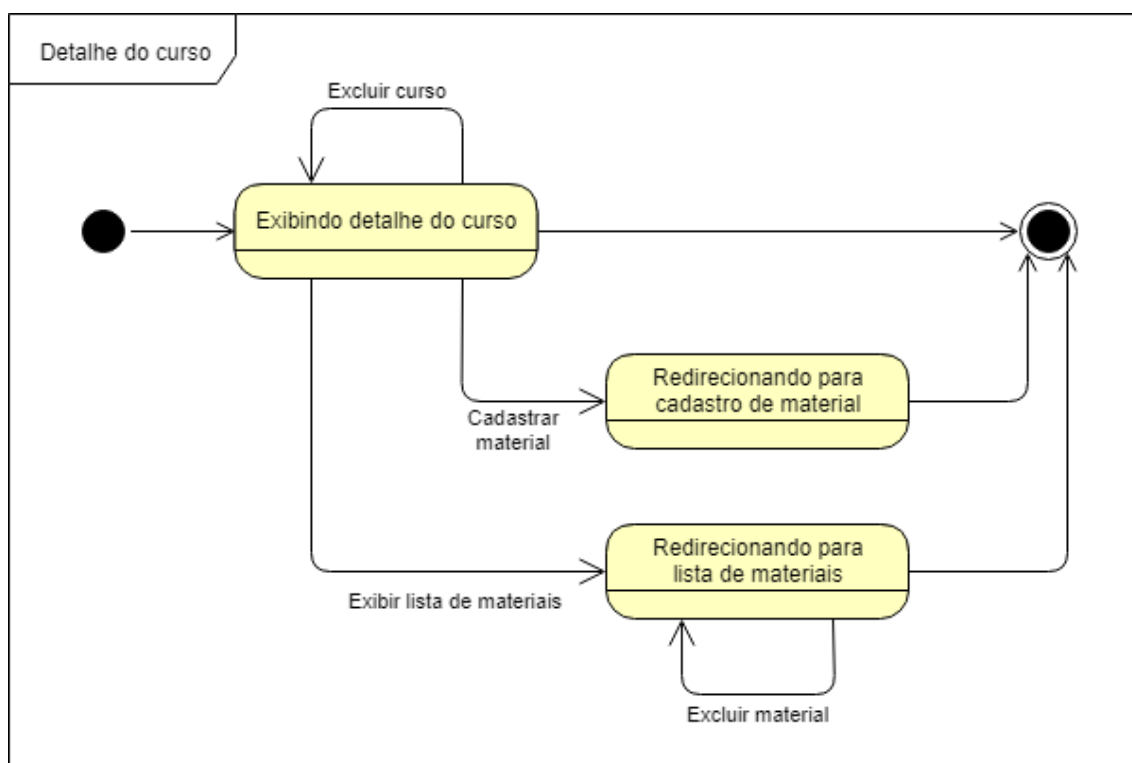 Detalhe do curso
Excluir curso
Exibindo detalhe do curso
Redirecionando para
cadastro de material
Cadastrar
material
Redirecionando para
lista de materiais
Exibir lista de materiais
Excluir material